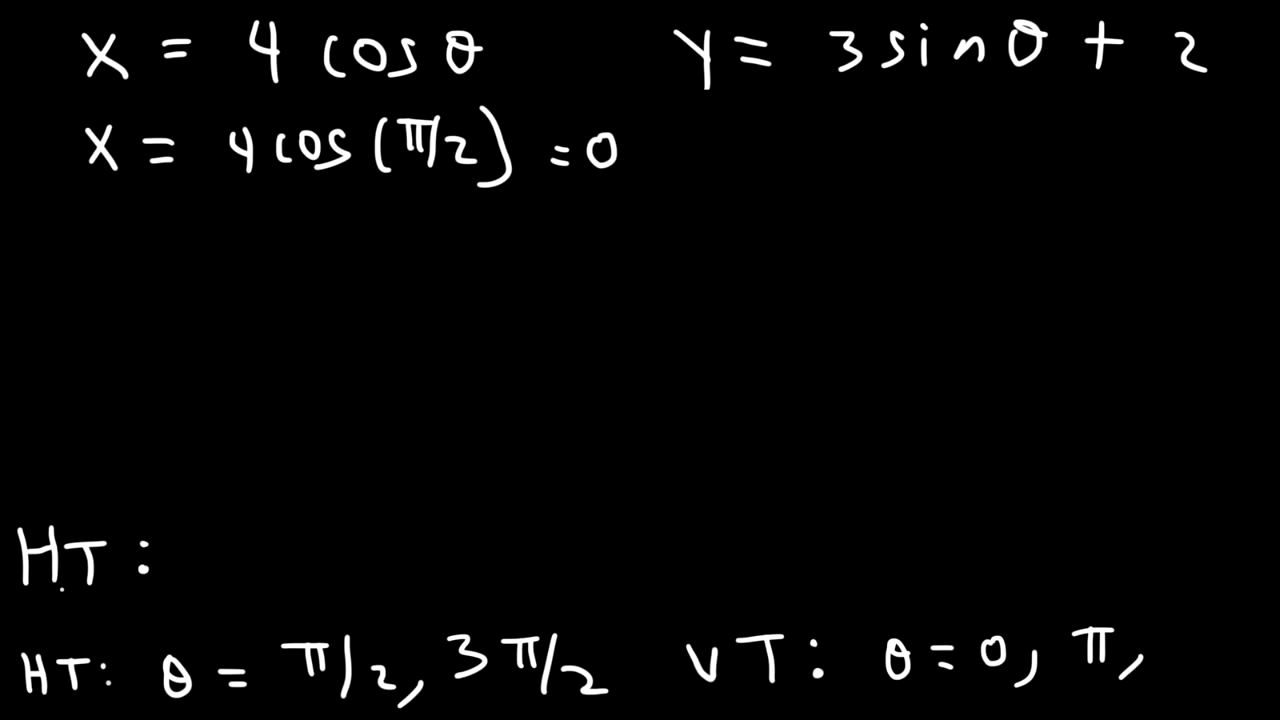 x = 4 cos θ y = 3 sin θ + 2
x = 4 cos (π/2) = 0
HT :
HT: θ = π/2, 3π/2 VT: θ = 0, π,